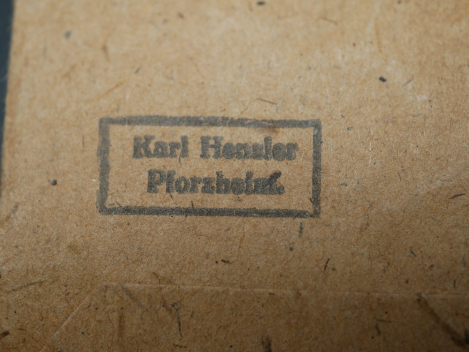 Karl Hensler
Pforzheim.